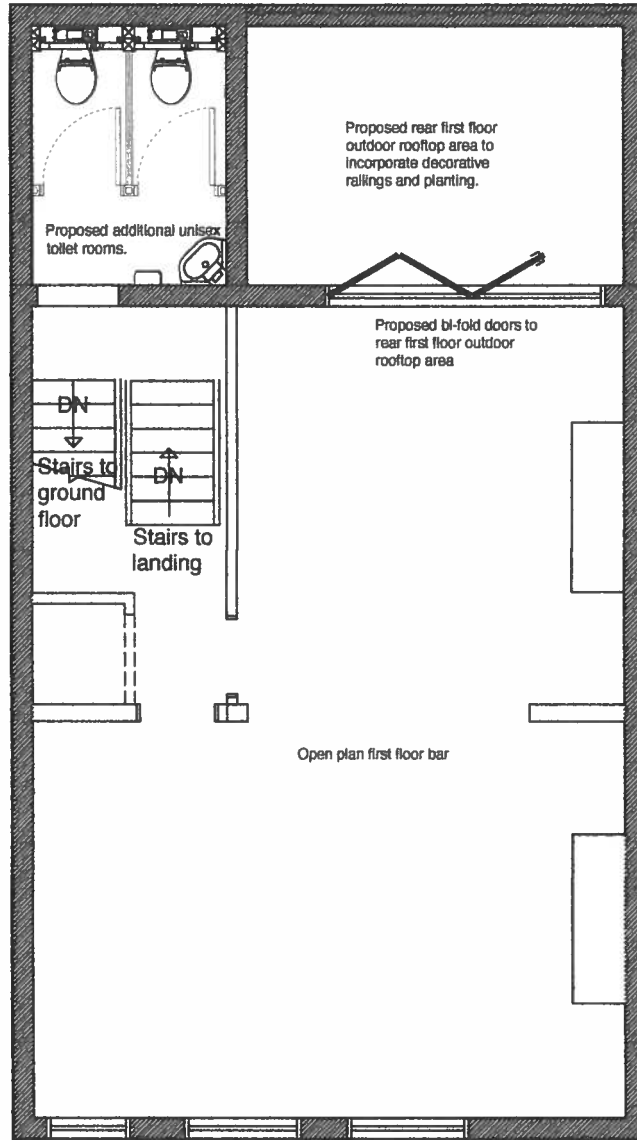 Proposed rear first floor
outdoor rooftop area to
incorporate decorative
railings and planting.
Proposed additional unisex
toilet rooms.
Proposed bi-fold doors to
rear first floor outdoor
rooftop area
DN
Stairs to
ground
floor
DN
Stairs to
landing
Open plan first floor bar